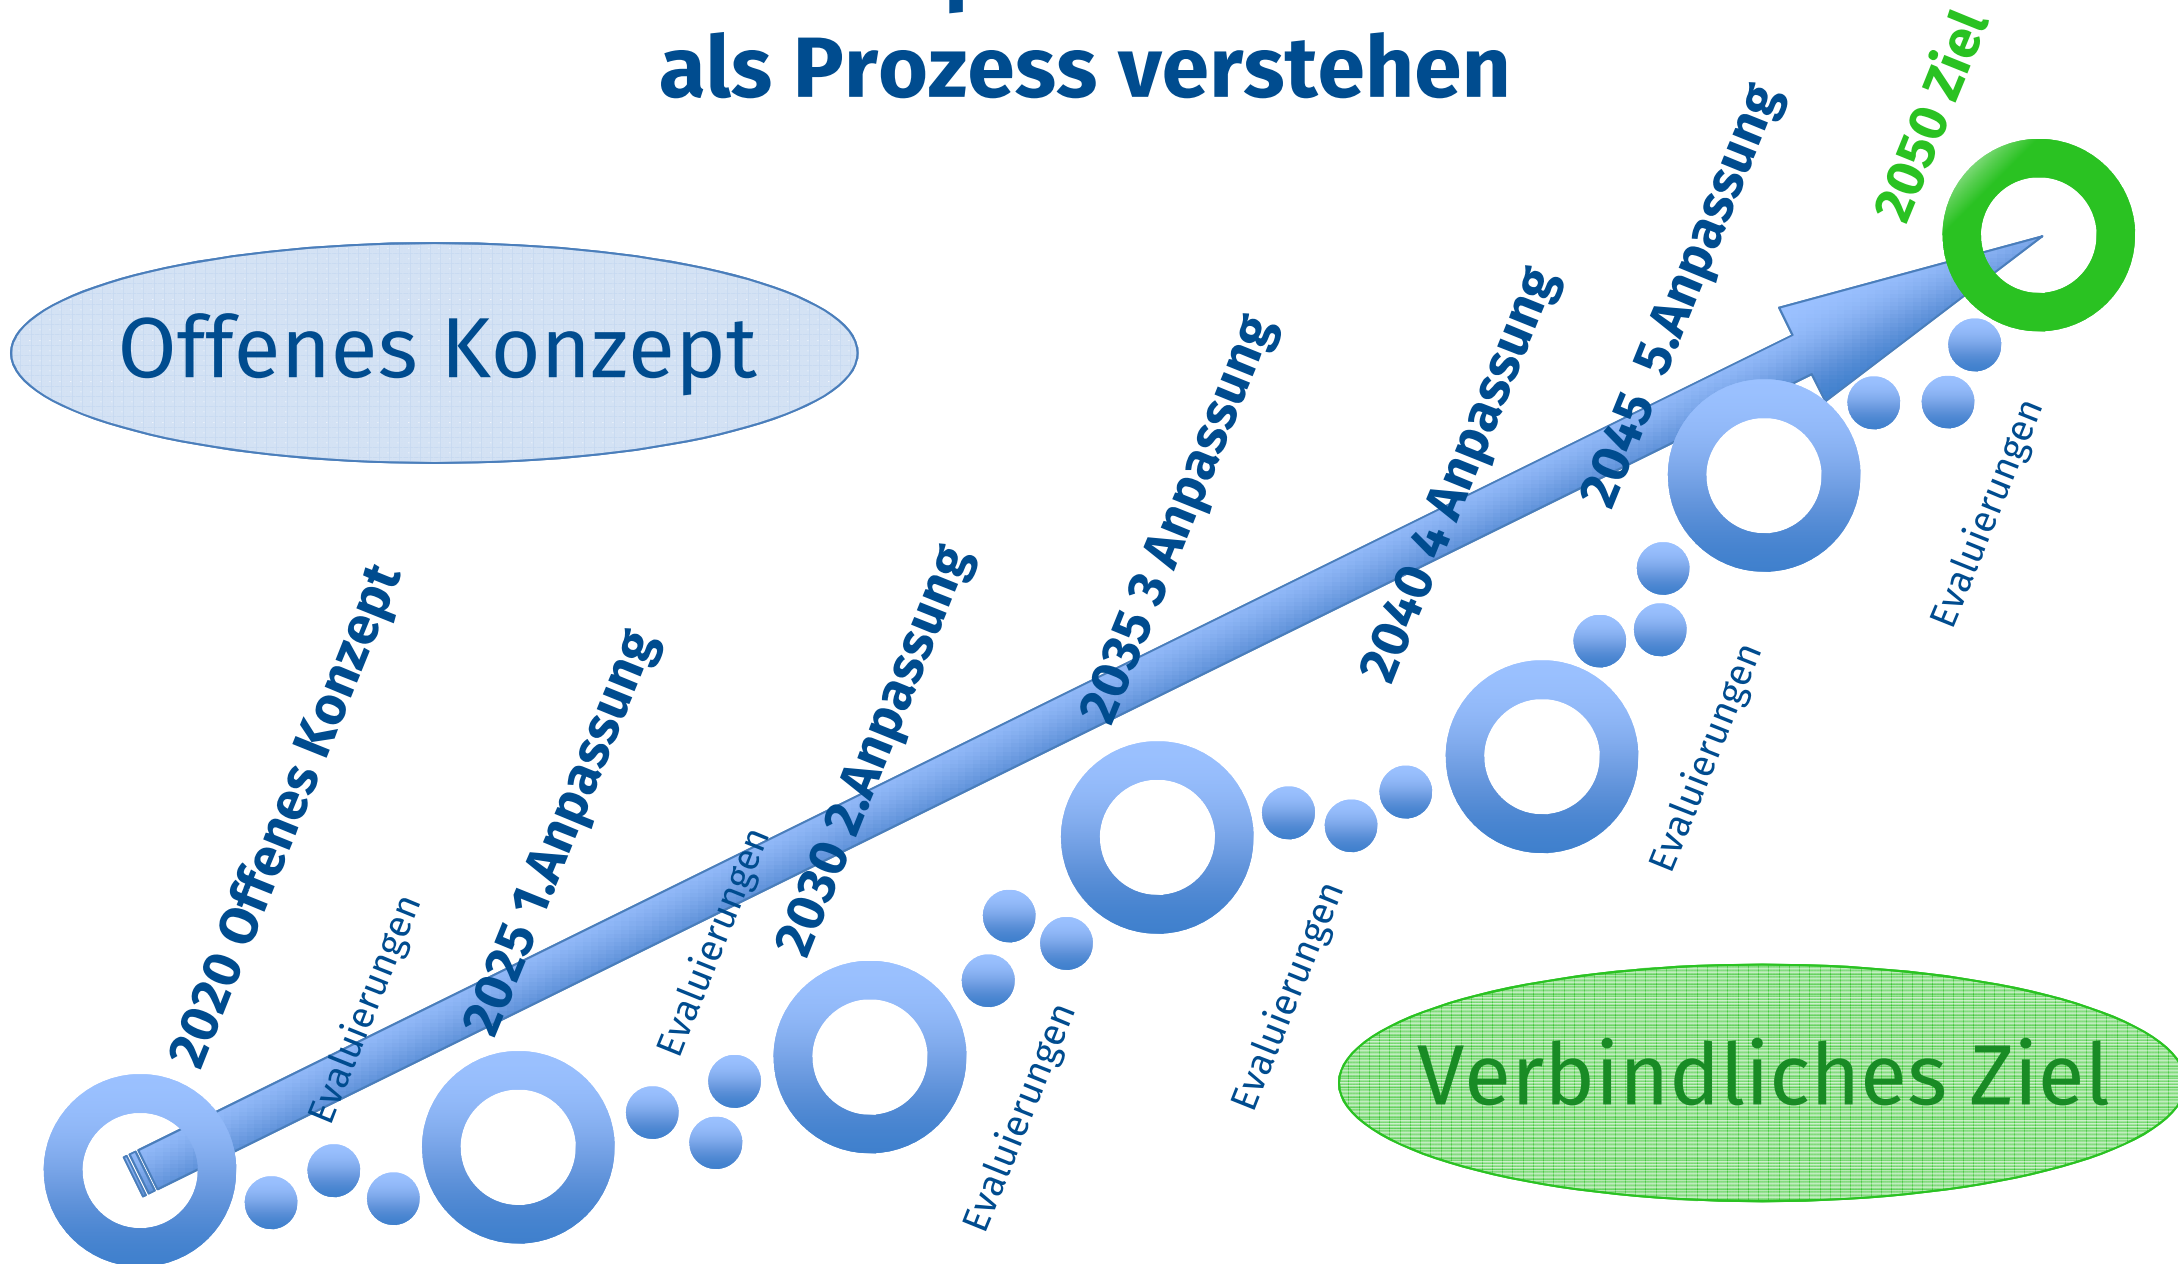 als Prozess verstehen
2050 Ziel
2045 5.Anpassung
2040 4 Anpassung
2035 3 Anpassung
Offenes Konzept
2030 2.Anpassung
2025 1.Anpassung
2020 Offenes Konzept
Evaluierungen
Evaluierungen
Evaluierungen
Evaluierungen
Evaluierungen
Evaluierungen
Verbindliches Ziel